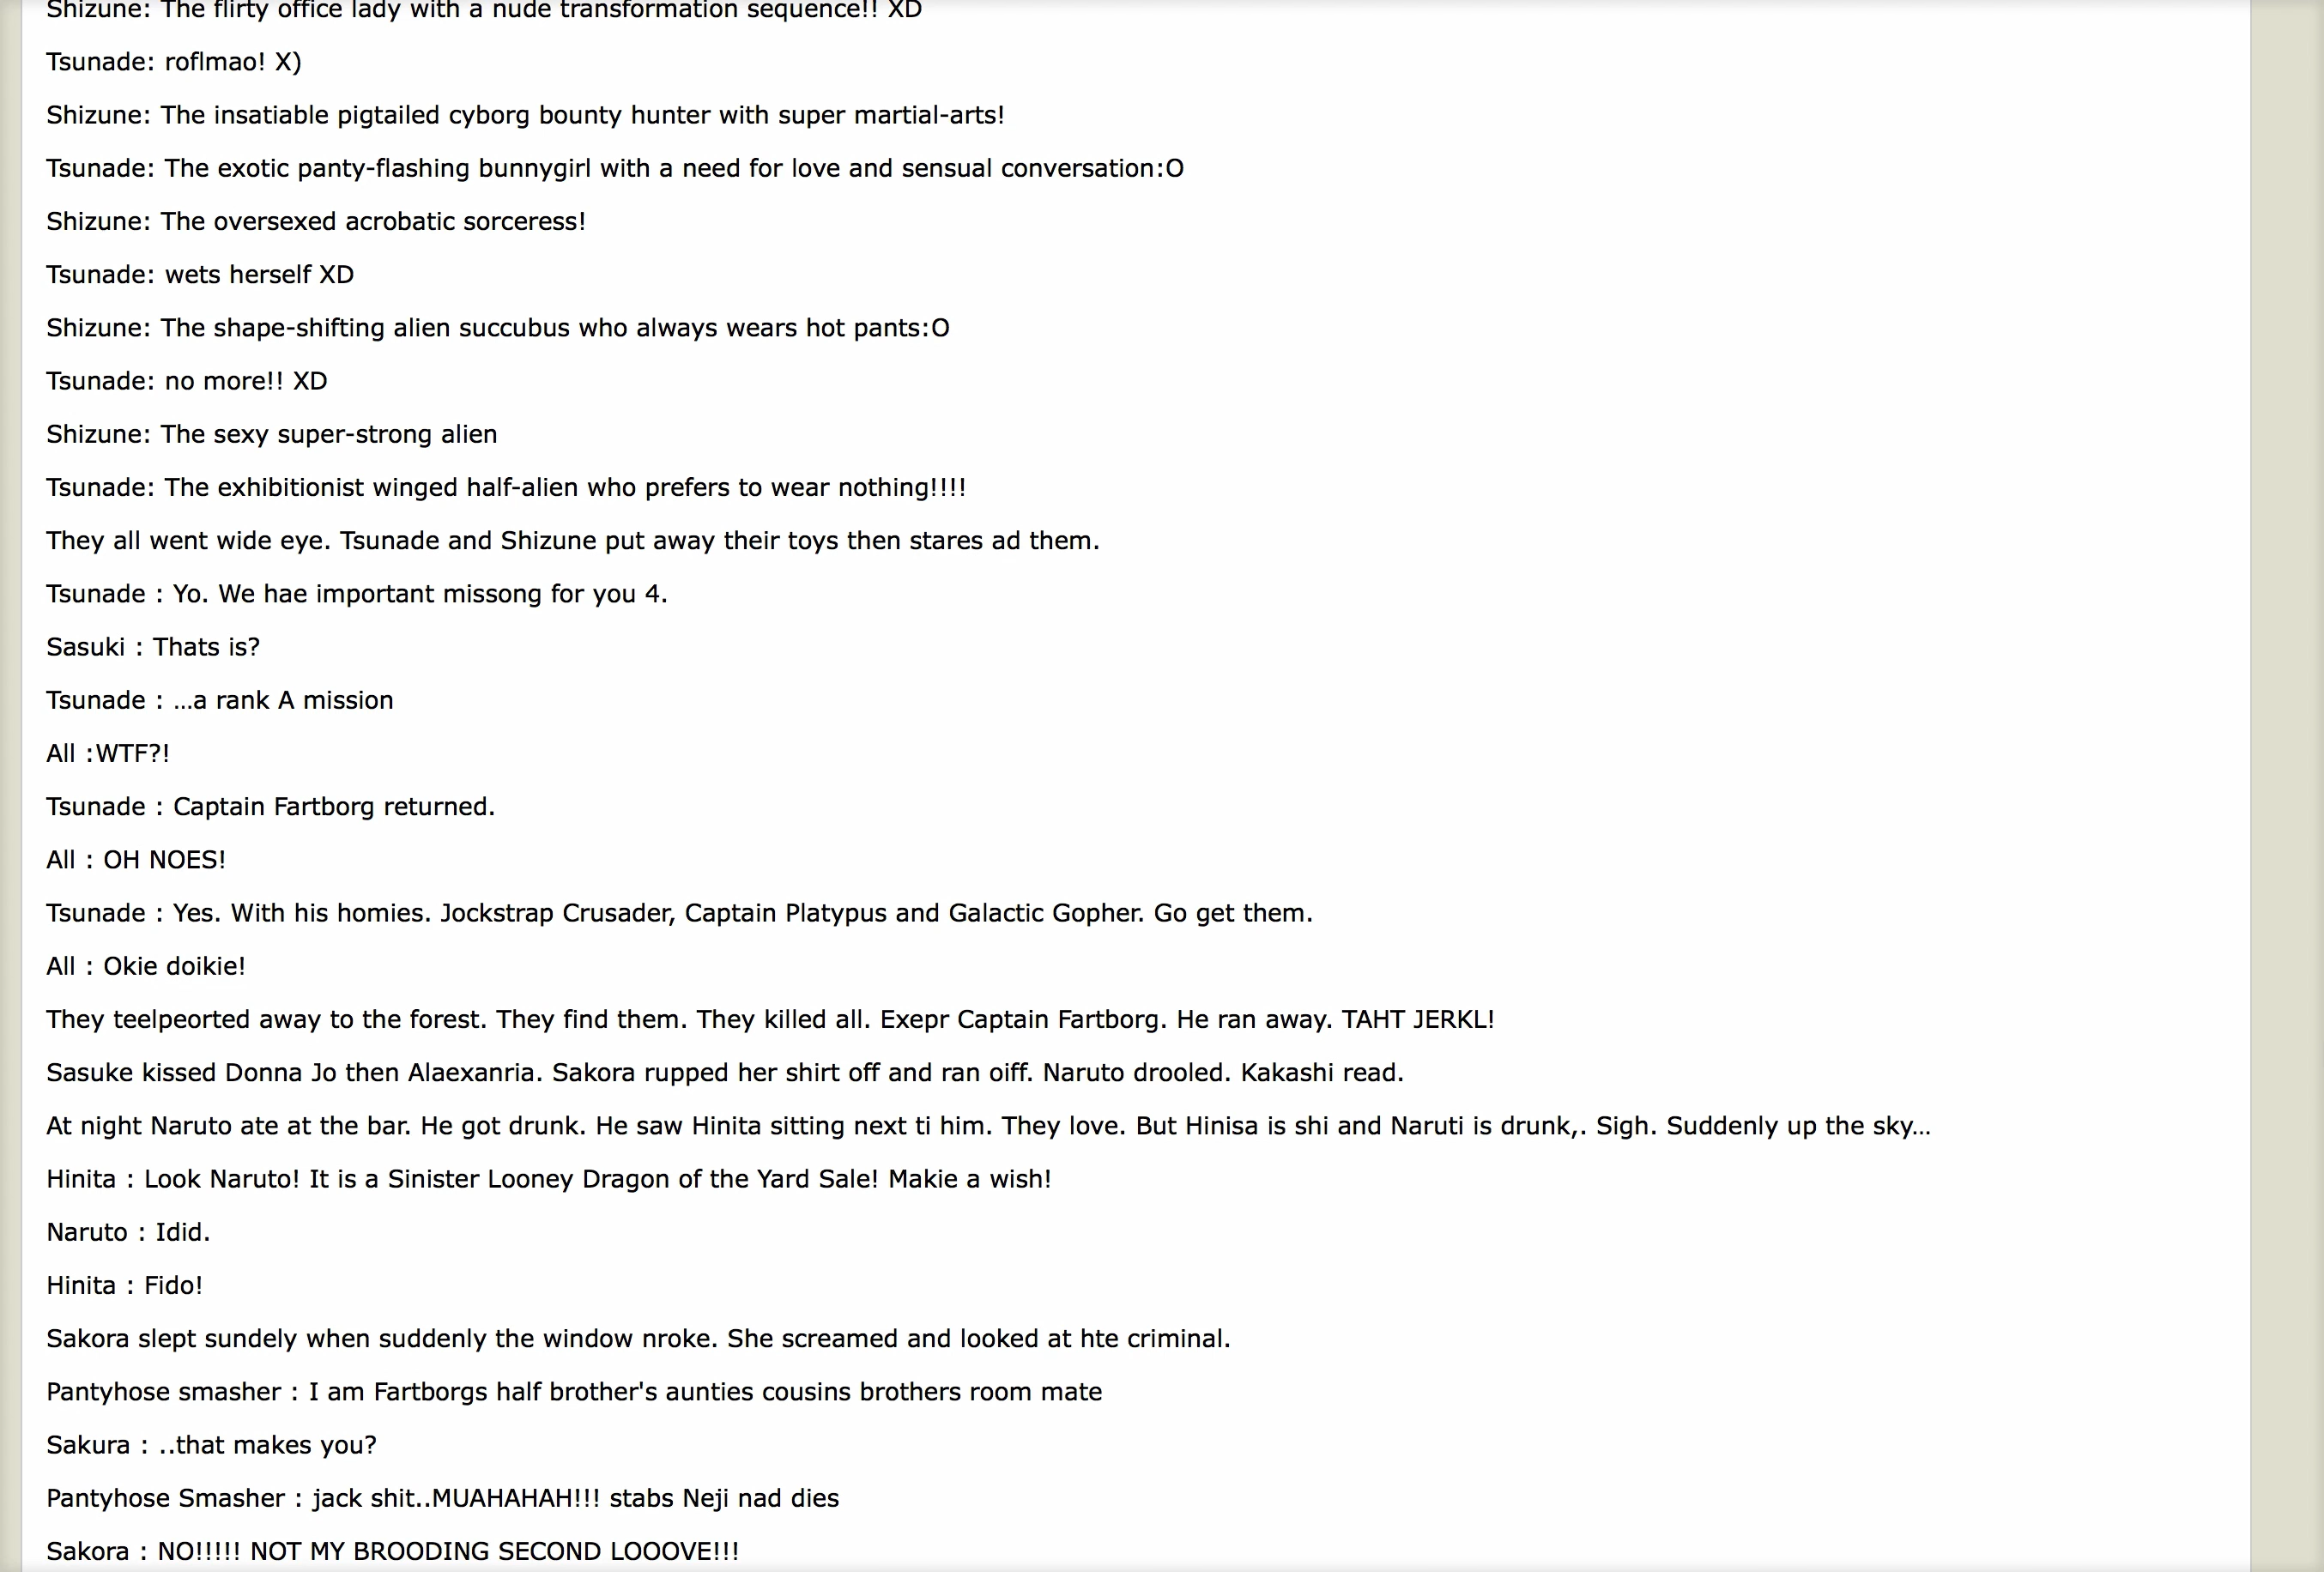 Shizune: The flirty office lady with a nude transformation sequence!! XD
Tsunade: roflmao! X)
Shizune: The insatiable pigtailed cyborg bounty hunter with super martial-arts!
Tsunade: The exotic panty-flashing bunnygirl with a need for love and sensual conversation:O
Shizune: The oversexed acrobatic sorceress!
Tsunade: wets herself XD
Shizune: The shape-shifting alien succubus who always wears hot pants:O
Tsunade: no more!! XD
Shizune: The sexy super-strong alien
Tsunade: The exhibitionist winged half-alien who prefers to wear nothing!!!!
They all went wide eye. Tsunade and Shizune put away their toys then stares ad them.
Tsunade : Yo. We hae important missong for you 4.
Sasuki : Thats is?
Tsunade : ...a rank A mission
All :WTF?!
Tsunade : Captain Fartborg returned.
All : OH NOES!
Tsunade : Yes. With his homies. Jockstrap Crusader, Captain Platypus and Galactic Gopher. Go get them.
All : Okie doikie!
They teelpeorted away to the forest. They find them. They killed all. Exepr Captain Fartborg. He ran away. TAHT JERKL!
Sasuke kissed Donna Jo then Alaexanria. Sakora rupped her shirt off and ran oiff. Naruto drooled. Kakashi read.
At night Naruto ate at the bar. He got drunk. He saw Hinita sitting next ti him. They love. But Hinisa is shi and Naruti is drunk,. Sigh. Suddenly up the sky...
Hinita : Look Naruto! It is a Sinister Looney Dragon of the Yard Sale! Makie a wish!
Naruto : Idid.
Hinita : Fido!
Sakora slept sundely when suddenly the window nroke. She screamed and looked at hte criminal.
Pantyhose smasher : I am Fartborgs half brother's aunties cousins brothers room mate
Sakura : ..that makes you?
Pantyhose Smasher : jack shit..MUAHAHAH!!! stabs Neji nad dies
Sakora : NO!!!!! NOT MY BROODING SECOND LOOOVE!!!